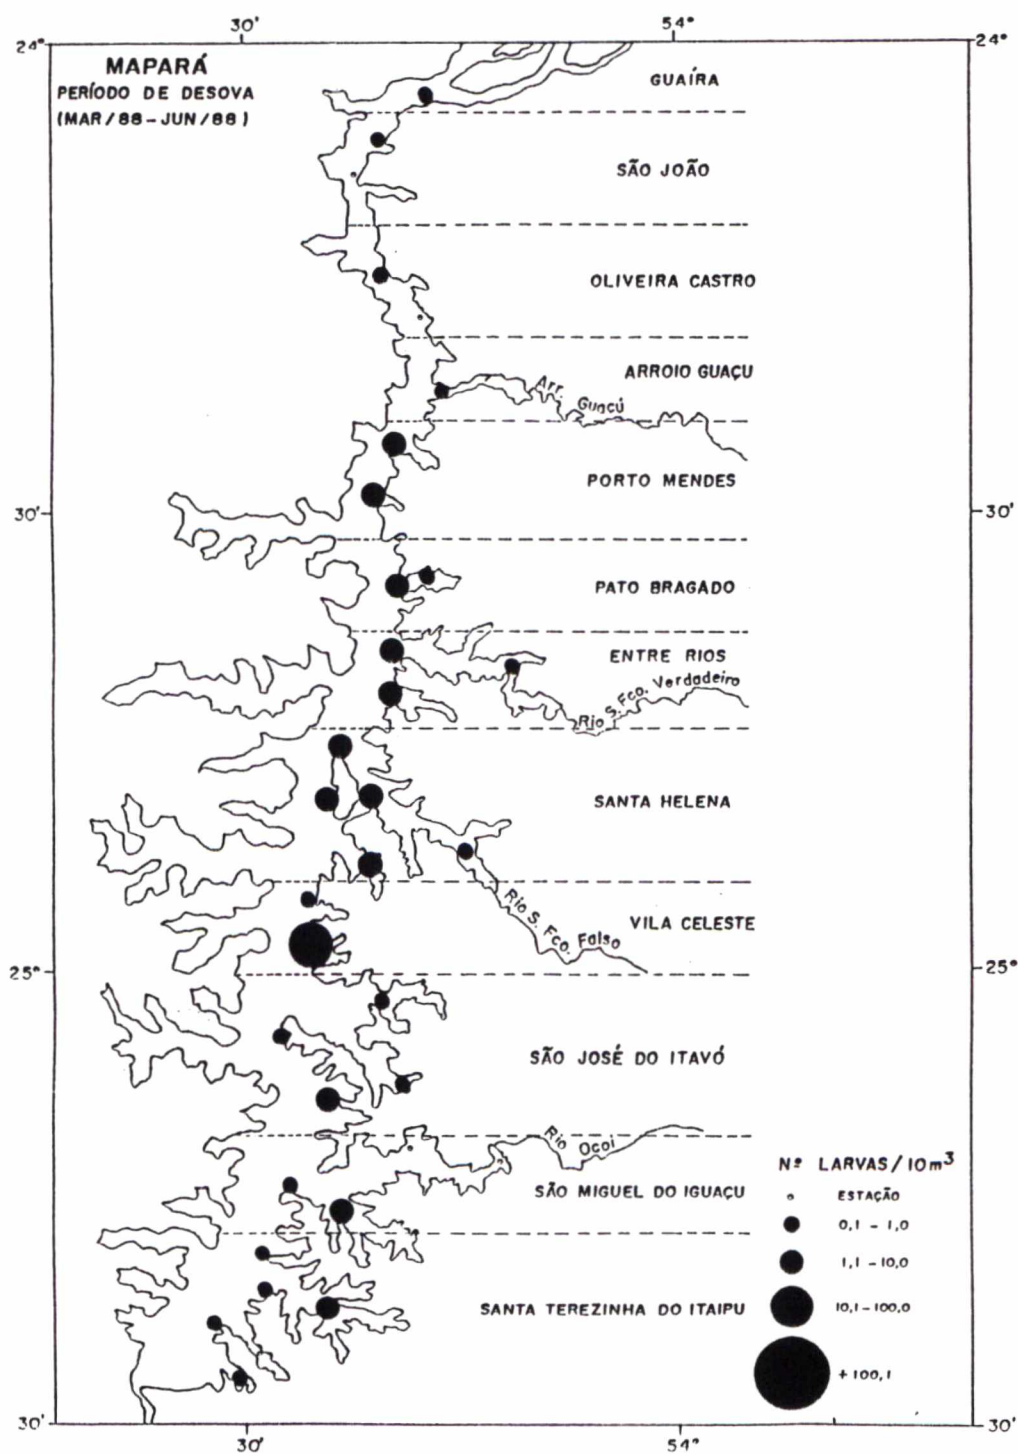 30'
54°
24°
24°
MAPARÁ
PERÍODO DE DESOVA
(MAR/88-JUN/88)
GUAÍRA
SÃO JOÃO
OLIVEIRA CASTRO
ARROIO GUAÇU
Arr. Guacú
PORTO MENDES
30'
30'
PATO BRAGADO
ENTRE RIOS
Rio S. Fco. Verdadeiro
SANTA HELENA
Rio S. Fco. Falso
VILA CELESTE
25°
25°
SÃO JOSÉ DO ITAVÓ
Rio Ocoi
SÃO MIGUEL DO IGUAÇU
Nº LARVAS/10m³
ESTAÇÃO
0,1 - 1,0
1,1 - 10,0
SANTA TEREZINHA DO ITAIPU
10,1-100,0
+100,1
30'
30'
30'
54°